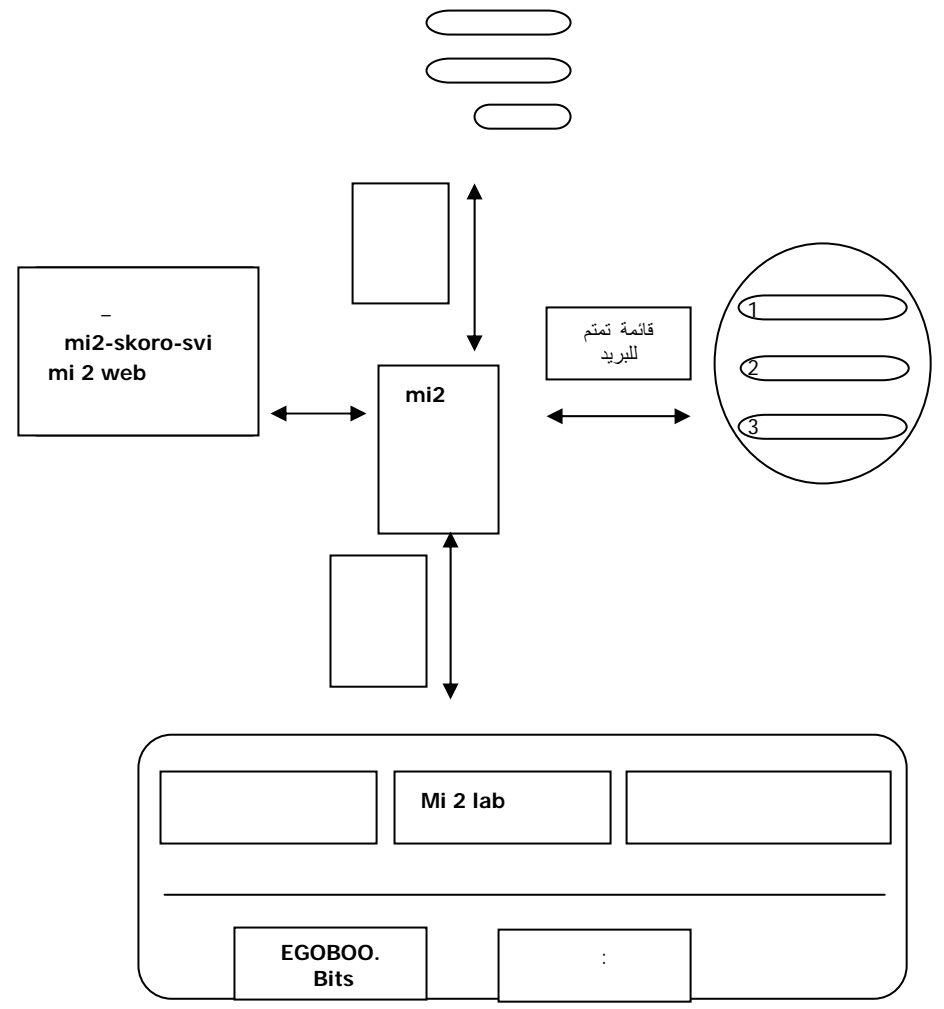 –
mi2-skoro-svi
mi 2 web
mi2
قائمة تمتم
للبريد
1
2
3
Mi 2 lab
EGOBOO.
Bits
: